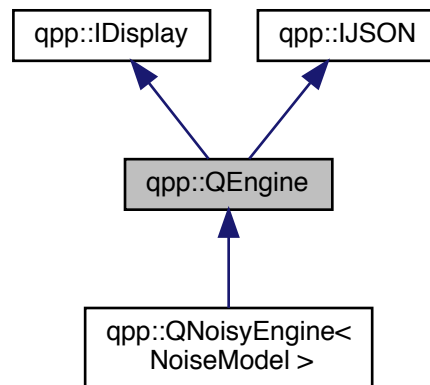 qpp::IDisplay
qpp::IJSON
qpp::QEngine
qpp::QNoisyEngine<
NoiseModel >